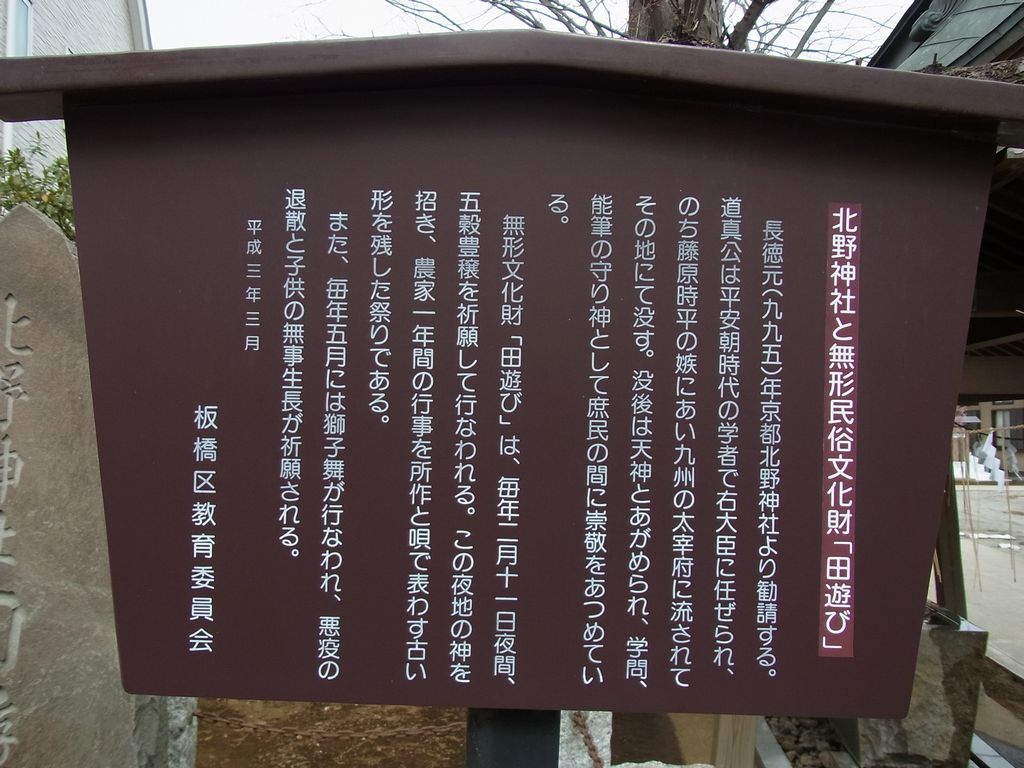 北野神社と無形民俗文化財「田遊び」
長徳元(九九五)年京都北野神社より勧請する。
道真公は平安朝時代の学者で右大臣に任ぜられ、
のち藤原時平の嫉にあい九州の太宰府に流されて
その地にて没す。没後は天神とあがめられ、学問、
能筆の守り神として庶民の間に崇敬をあつめてい
る。
無形文化財「田遊び」は、毎年二月十一日夜間、
五穀豊穣を祈願して行なわれる。この夜地の神を
招き、農家一年間の行事を所作と唄で表わす古い
形を残した祭りである。
また、毎年五月には獅子舞が行なわれ、悪疫の
退散と子供の無事生長が祈願される。
平成三年三月
板橋区教育委員会